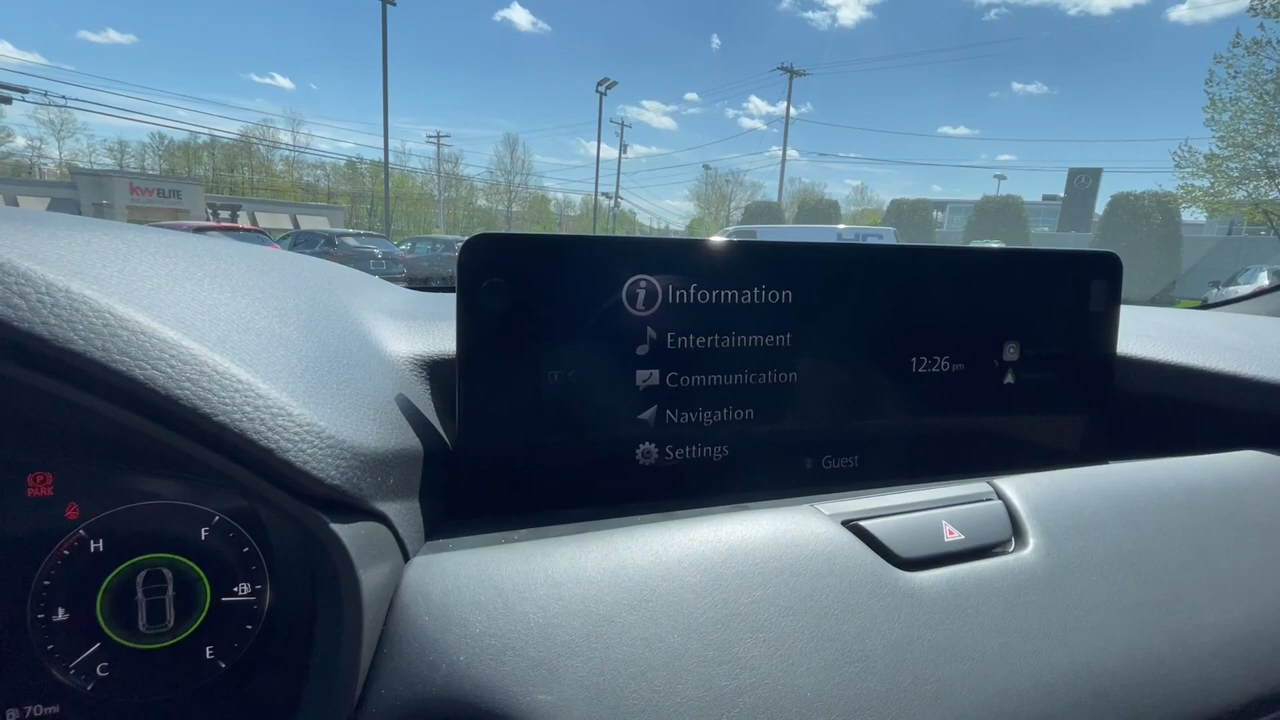 kw ELITE
Information
Entertainment
Communication
Navigation
Settings
12:26 pm
Guest
PARK
H
F
C
E
70mi